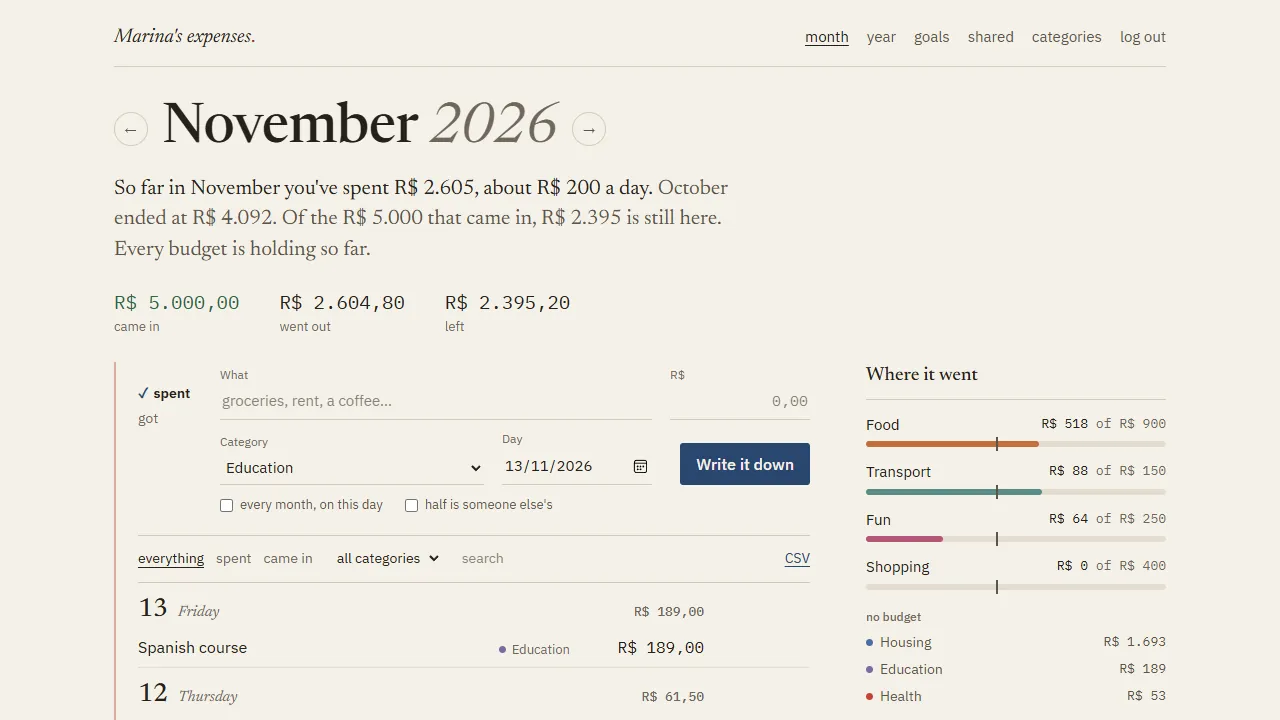 Marina's expenses.
month year goals shared categories log out
← November 2026 →
So far in November you've spent R$ 2.605, about R$ 200 a day. October
ended at R$ 4.092. Of the R$ 5.000 that came in, R$ 2.395 is still here.
Every budget is holding so far.
R$ 5.000,00 R$ 2.604,80 R$ 2.395,20
came in went out left
✓ spent
got
What R$
groceries, rent, a coffee... 0,00
Category Day
Education 13/11/2026 Write it down
every month, on this day half is someone else's
everything spent came in all categories search CSV
13 Friday R$ 189,00
Spanish course Education R$ 189,00
12 Thursday R$ 61,50
Where it went
Food R$ 518 of R$ 900
Transport R$ 88 of R$ 150
Fun R$ 64 of R$ 250
Shopping R$ 0 of R$ 400
no budget
Housing R$ 1.693
Education R$ 189
Health R$ 53